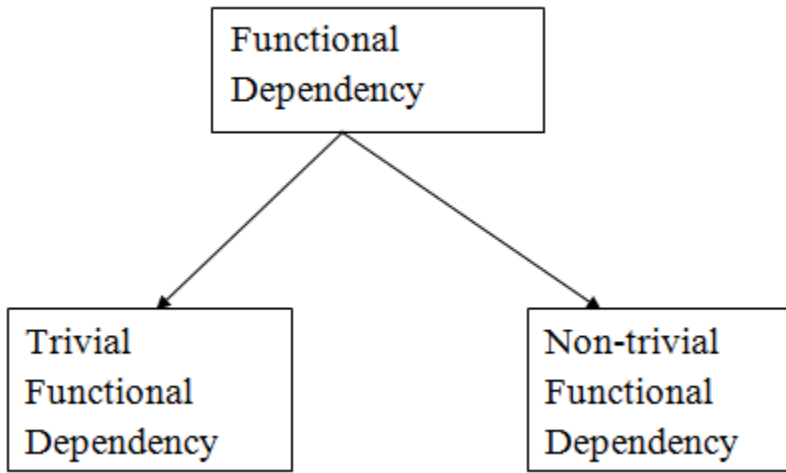 Functional
Dependency
Trivial
Functional
Dependency
Non-trivial
Functional
Dependency